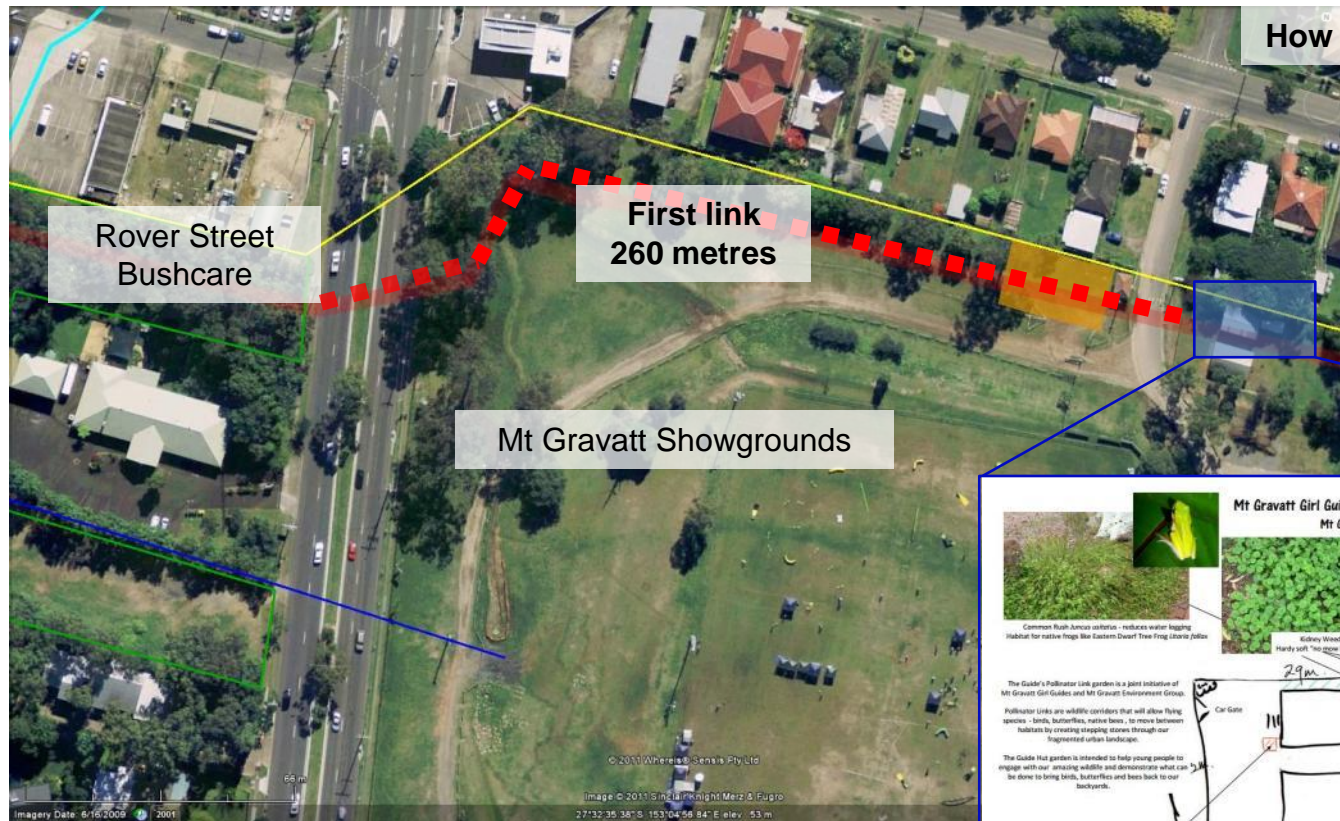 How
Rover Street
Bushcare
First link
260 metres
Mt Gravatt Showgrounds
Mt Gravatt Girl Gui
Mt G
Common Rush Juncus usitatus - reduces water logging
Habitat for native frogs like Eastern Dwarf Tree Frog Litoria fallax
Kidney Weed
Hardy soft "no mow
29m
Car Gate
The Guide's Pollinator Link garden is a joint initiative of
Mt Gravatt Girl Guides and Mt Gravatt Environment Group.
Pollinator Links are wildlife corridors that will allow flying
species - birds, butterflies, native bees , to move between
habitats by creating stepping stones through our
fragmented urban landscape.
The Guide Hut garden is intended to help young people to
engage with our amazing wildlife and demonstrate what can
be done to bring birds, butterflies and bees back to our
backyards.
© 2011 Whereis® Sensis Pty Ltd
66 m
Image © 2011 Sinclair Knight Merz & Fugro
Imagery Date: 6/16/2009 2001
27°32'35.38" S 153°04'56.84" E elev 53 m